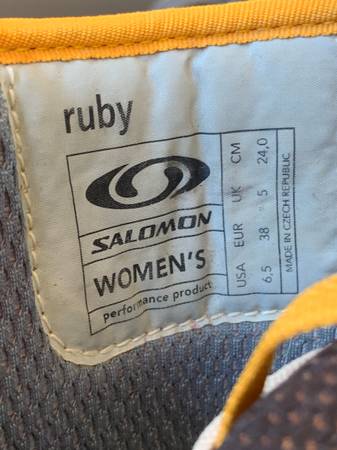 ruby
SALOMON
WOMEN'S
performance product
USA EUR UK CM
6,5 38 5 24,0
MADE IN CZECH REPUBLIC